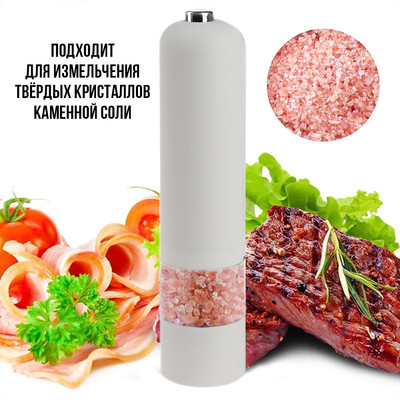 ПОДХОДИТ
ДЛЯ ИЗМЕЛЬЧЕНИЯ
ТВЁРДЫХ КРИСТАЛЛОВ
КАМЕННОЙ СОЛИ